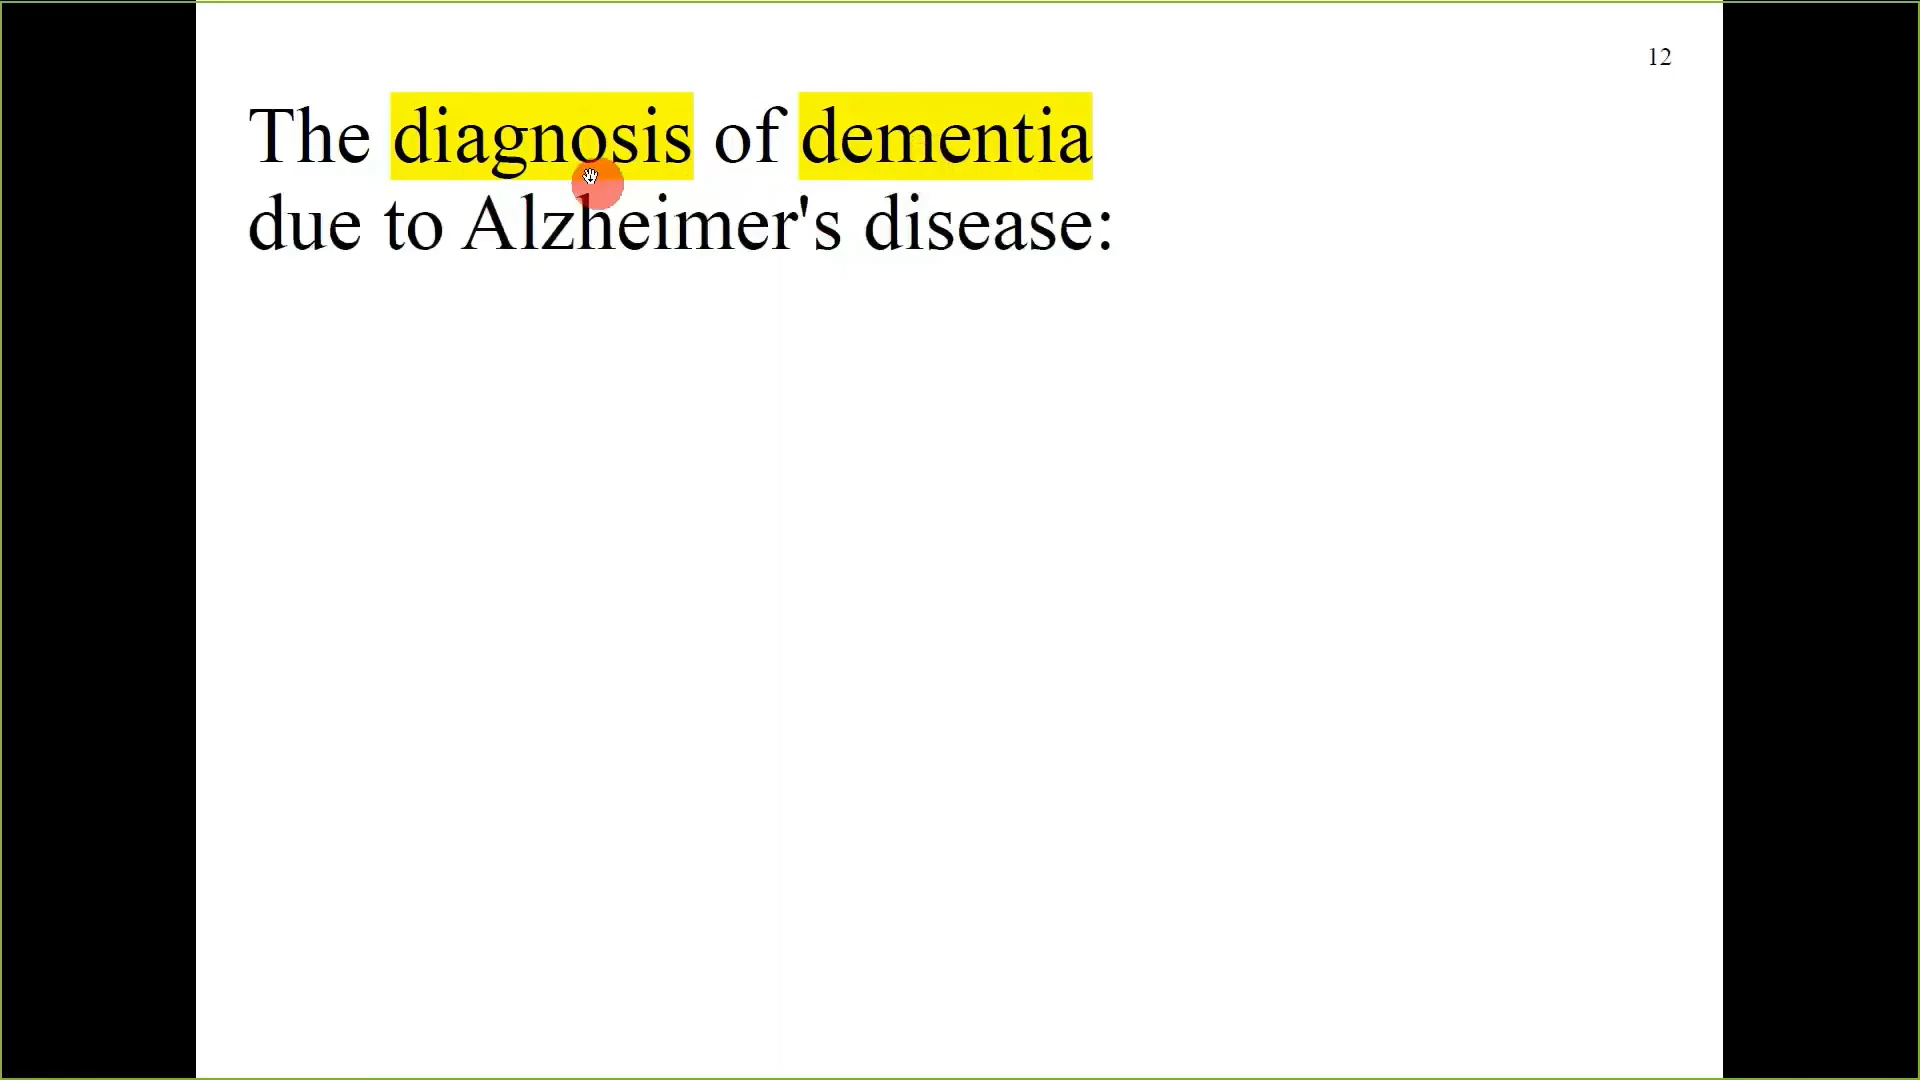 12
The diagnosis of dementia
due to Alzheimer's disease: